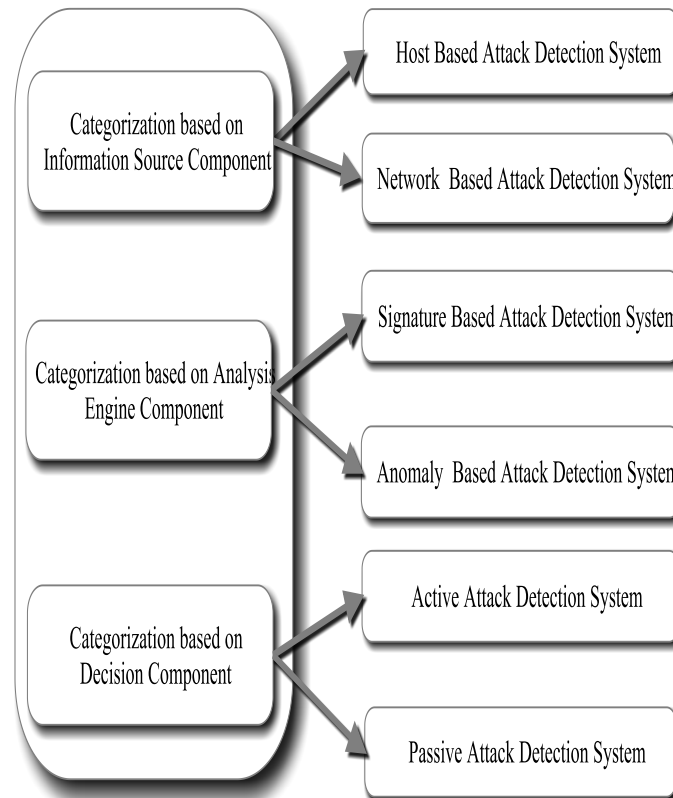 Categorization based on
Information Source Component
Host Based Attack Detection System
Network Based Attack Detection System
Categorization based on Analysis
Engine Component
Signature Based Attack Detection System
Anomaly Based Attack Detection System
Categorization based on
Decision Component
Active Attack Detection System
Passive Attack Detection System